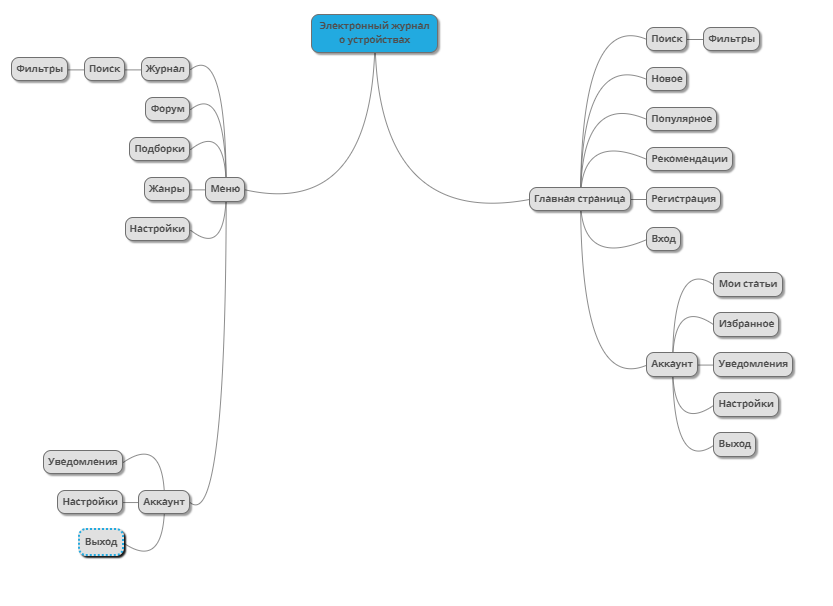 Электронный журнал
о устройствах
Фильтры
Поиск
Журнал
Форум
Подборки
Жанры
Меню
Настройки
Уведомления
Настройки
Аккаунт
Выход
Поиск
Фильтры
Новое
Популярное
Рекомендации
Главная страница
Регистрация
Вход
Мои статьи
Избранное
Аккаунт
Уведомления
Настройки
Выход